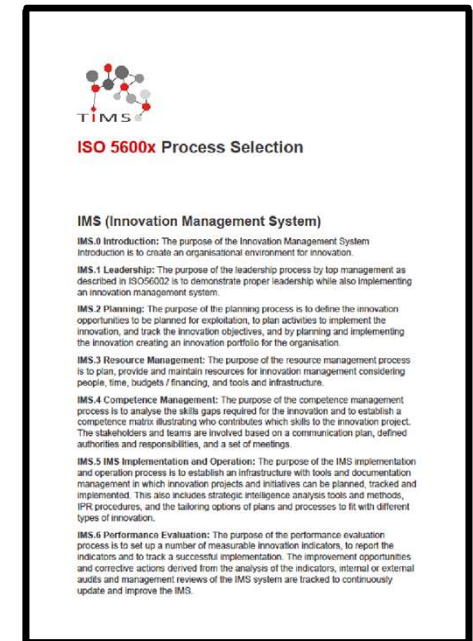 TiMS
ISO 5600x Process Selection
IMS (Innovation Management System)
IMS.0 Introduction: The purpose of the Innovation Management System
Introduction is to create an organisational environment for innovation.
IMS.1 Leadership: The purpose of the leadership process by top management as
described in ISO56002 is to demonstrate proper leadership while also implementing
an innovation management system.
IMS.2 Planning: The purpose of the planning process is to define the innovation
opportunities to be planned for exploitation, to plan activities to implement the
innovation, and track the innovation objectives, and by planning and implementing
the innovation creating an innovation portfolio for the organisation.
IMS.3 Resource Management: The purpose of the resource management process
is to plan, provide and maintain resources for innovation management considering
people, time, budgets / financing, and tools and infrastructure.
IMS.4 Competence Management: The purpose of the competence management
process is to analyse the skills gaps required for the innovation and to establish a
competence matrix illustrating who contributes which skills to the innovation project.
The stakeholders and teams are involved based on a communication plan, defined
authorities and responsibilities, and a set of meetings.
IMS.5 IMS Implementation and Operation: The purpose of the IMS implementation
and operation process is to establish an infrastructure with tools and documentation
management in which innovation projects and initiatives can be planned, tracked and
implemented. This also includes strategic intelligence analysis tools and methods,
IPR procedures, and the tailoring options of plans and processes to fit with different
types of innovation.
IMS.6 Performance Evaluation: The purpose of the performance evaluation
process is to set up a number of measurable innovation indicators, to report the
indicators and to track a successful implementation. The improvement opportunities
and corrective actions derived from the analysis of the indicators, internal or external
audits and management reviews of the IMS system are tracked to continuously
update and improve the IMS.